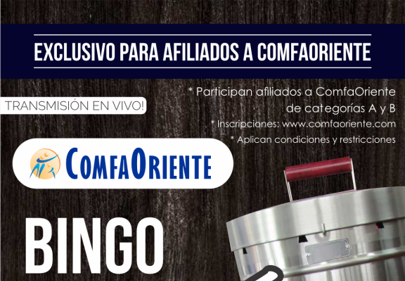 EXCLUSIVO PARA AFILIADOS A COMFAORIENTE
* Participan afiliados a ComfaOriente
de categorías A y B
TRANSMISIÓN EN VIVO!
* Inscripciones: www.comfaoriente.com
* Aplican condiciones y restricciones
COMFAORIENTE
BINGO